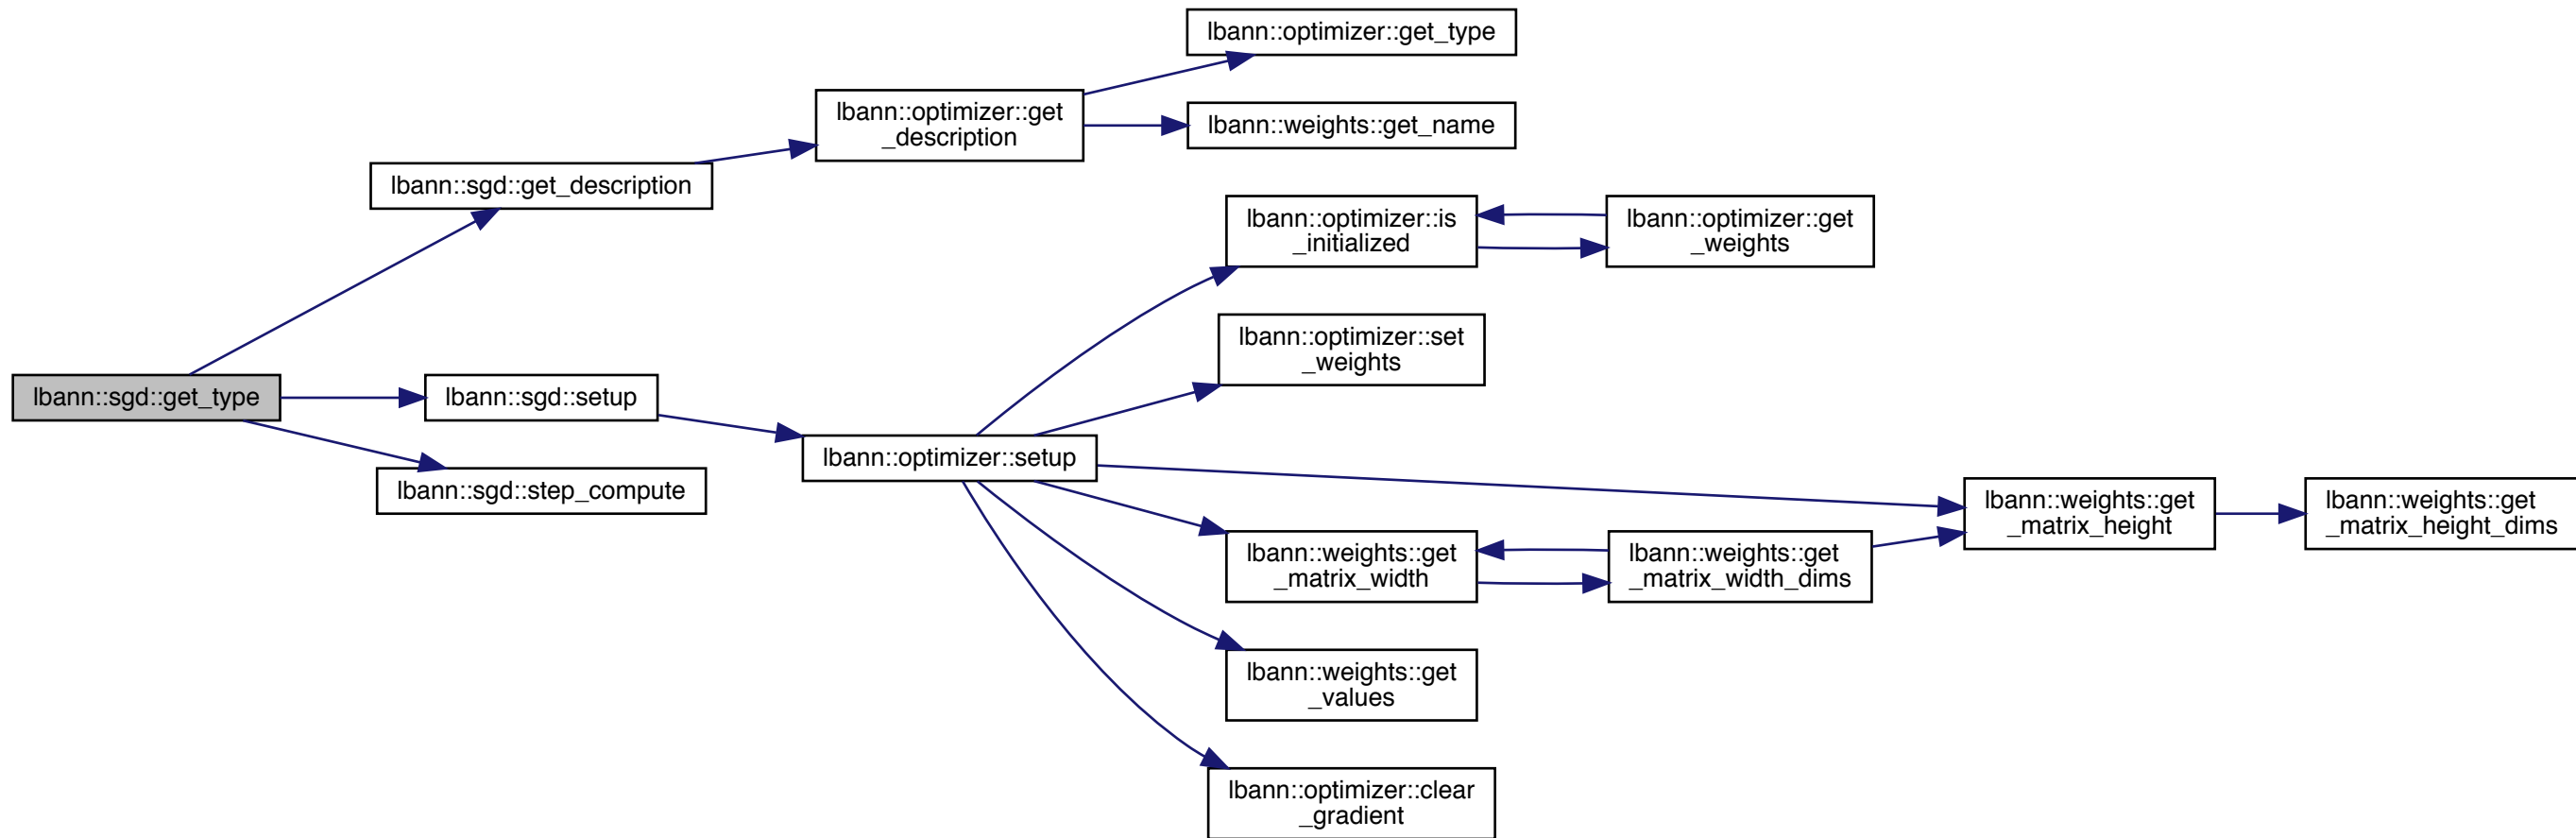 lbann::optimizer::get_type
lbann::optimizer::get
_description
lbann::weights::get_name
lbann::sgd::get_description
lbann::optimizer::is
_initialized
lbann::optimizer::get
_weights
lbann::optimizer::set
_weights
lbann::sgd::get_type
lbann::sgd::setup
lbann::optimizer::setup
lbann::sgd::step_compute
lbann::weights::get
_matrix_height
lbann::weights::get
_matrix_height_dims
lbann::weights::get
_matrix_width
lbann::weights::get
_matrix_width_dims
lbann::weights::get
_values
lbann::optimizer::clear
_gradient